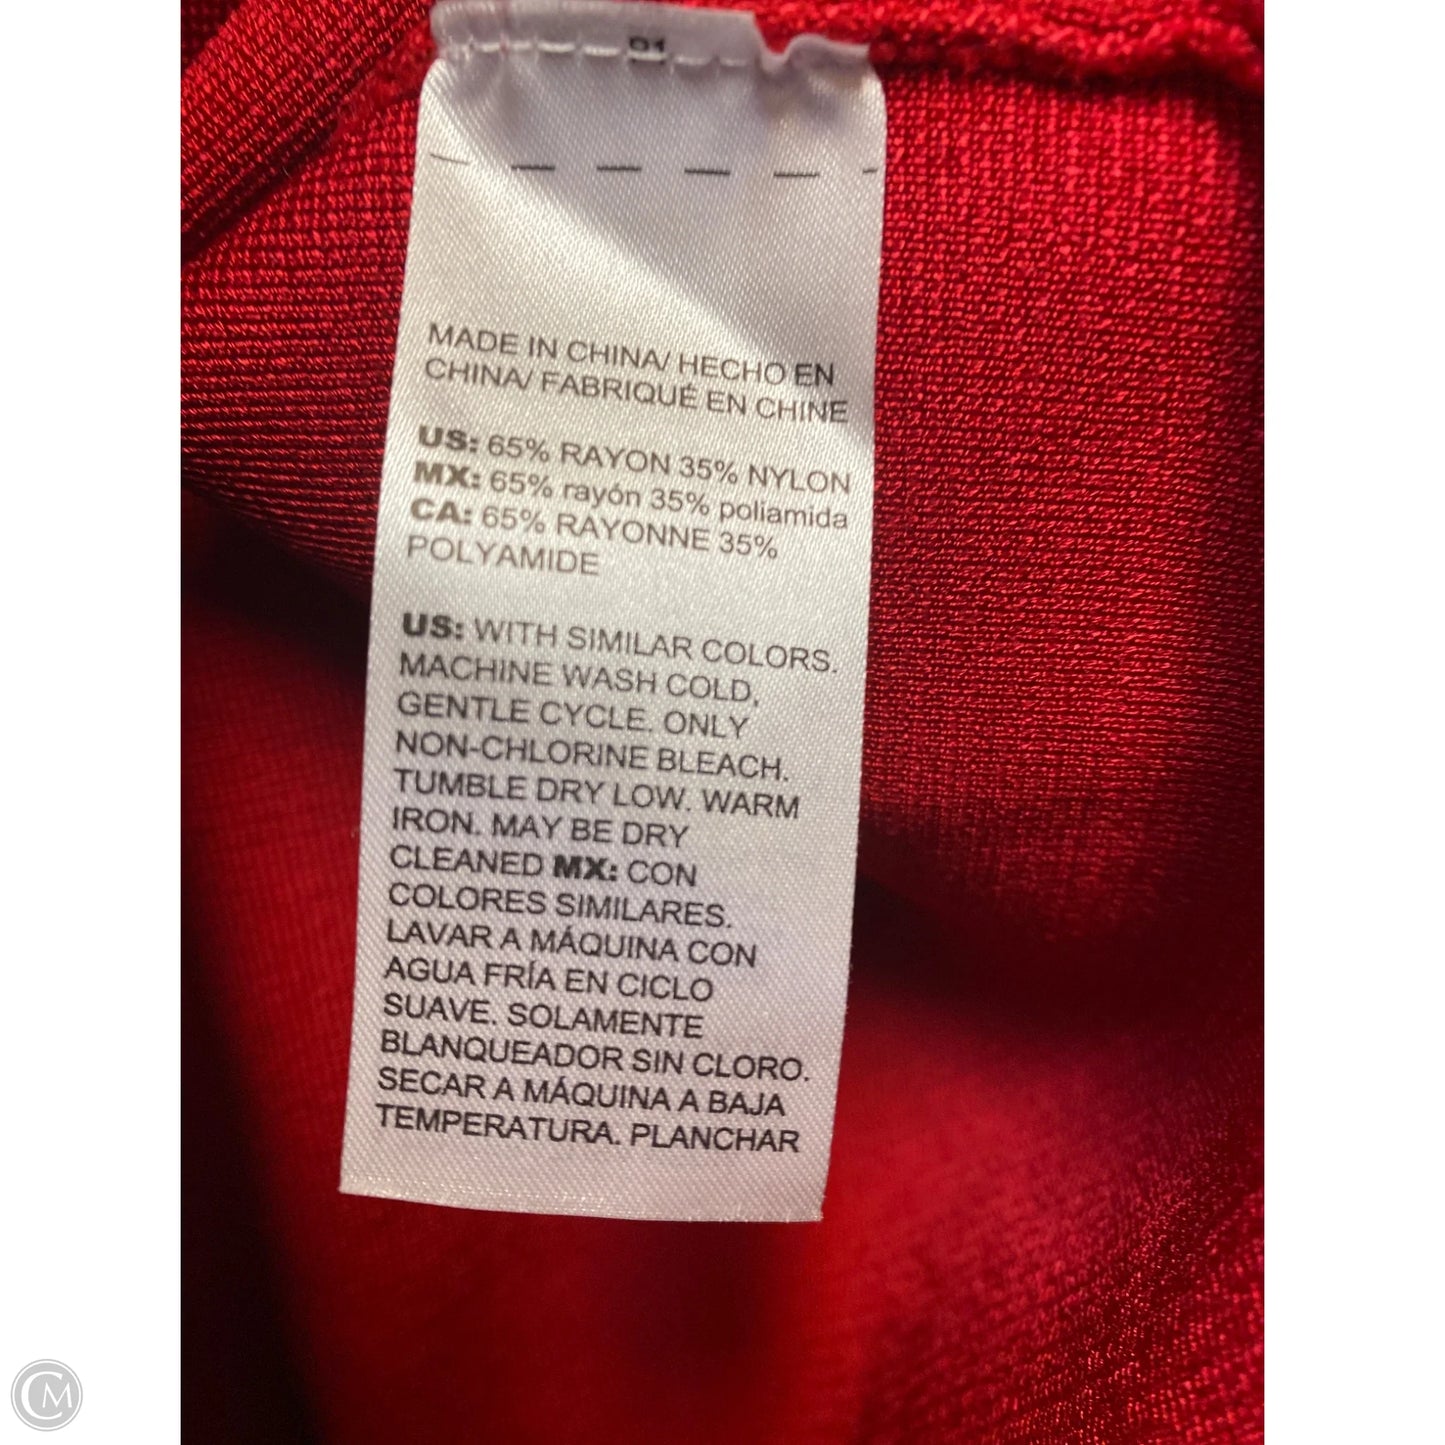 01
MADE IN CHINA/ HECHO EN
CHINA/ FABRIQUÉ EN CHINE
US: 65% RAYON 35% NYLON
MX: 65% rayón 35% poliamida
CA: 65% RAYONNE 35%
POLYAMIDE
US: WITH SIMILAR COLORS.
MACHINE WASH COLD,
GENTLE CYCLE. ONLY
NON-CHLORINE BLEACH.
TUMBLE DRY LOW. WARM
IRON. MAY BE DRY
CLEANED MX: CON
COLORES SIMILARES.
LAVAR A MÁQUINA CON
AGUA FRÍA EN CICLO
SUAVE. SOLAMENTE
BLANQUEADOR SIN CLORO.
SECAR A MÁQUINA A BAJA
TEMPERATURA. PLANCHAR
CM